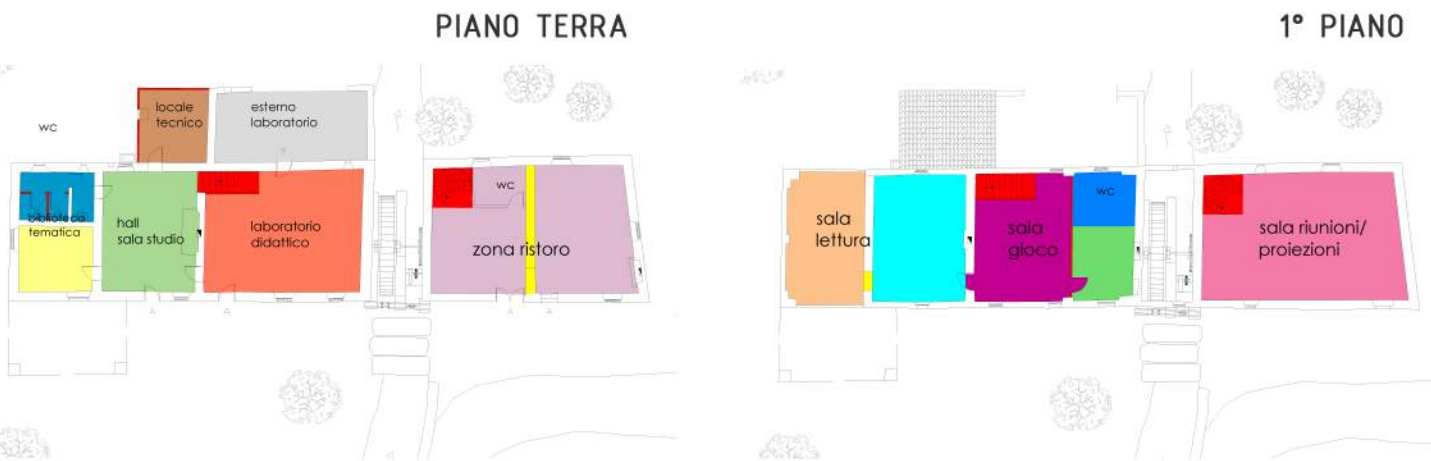 PIANO TERRA
1° PIANO
locale
tecnico
esterno
laboratorio
wc
biblioteca
tematica
hall
sala studio
laboratorio
didattico
wc
zona ristoro
sala
lettura
sala
gioco
wc
sala riunioni/
proiezioni